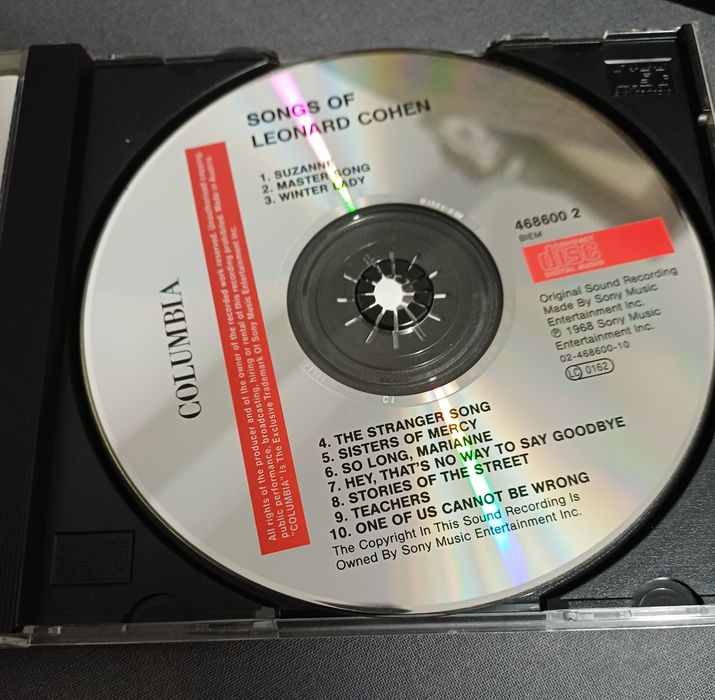 SONGS OF
LEONARD COHEN
1. SUZANNE
2. MASTER SONG
3. WINTER LADY
468600 2
BIEM
COMPACT
disc
DIGITAL AUDIO
Original Sound Recording
Made By Sony Music
Entertainment Inc.
℗ 1968 Sony Music
Entertainment Inc.
02-468600-10
LC 0162
COLUMBIA
All rights of the producer and of the owner of the recorded work reserved. Unauthorised copying,
public performance, broadcasting, hiring or rental of this recording prohibited. Made in Austria
"COLUMBIA" Is The Exclusive Trademark Of Sony Music Entertainment Inc.
4. THE STRANGER SONG
5. SISTERS OF MERCY
6. SO LONG, MARIANNE
7. HEY, THAT'S NO WAY TO SAY GOODBYE
8. STORIES OF THE STREET
9. TEACHERS
10. ONE OF US CANNOT BE WRONG
The Copyright In This Sound Recording Is
Owned By Sony Music Entertainment Inc.